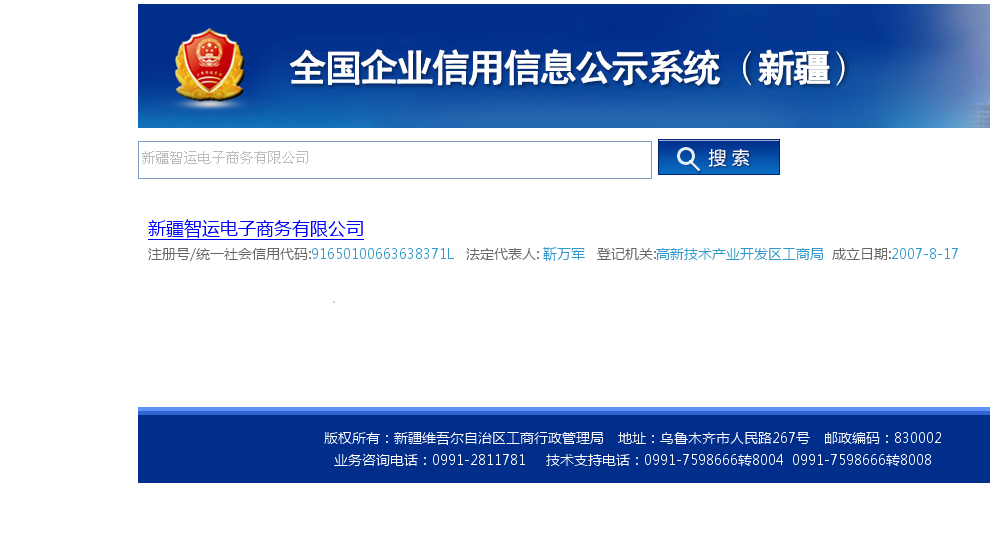 全国企业信用信息公示系统（新疆）
新疆智运电子商务有限公司
搜索
新疆智运电子商务有限公司
注册号/统一社会信用代码:91650100663638371L 法定代表人: 靳万军 登记机关:高新技术产业开发区工商局 成立日期:2007-8-17
版权所有：新疆维吾尔自治区工商行政管理局 地址：乌鲁木齐市人民路267号 邮政编码：830002
业务咨询电话：0991-2811781 技术支持电话：0991-7598666转8004 0991-7598666转8008